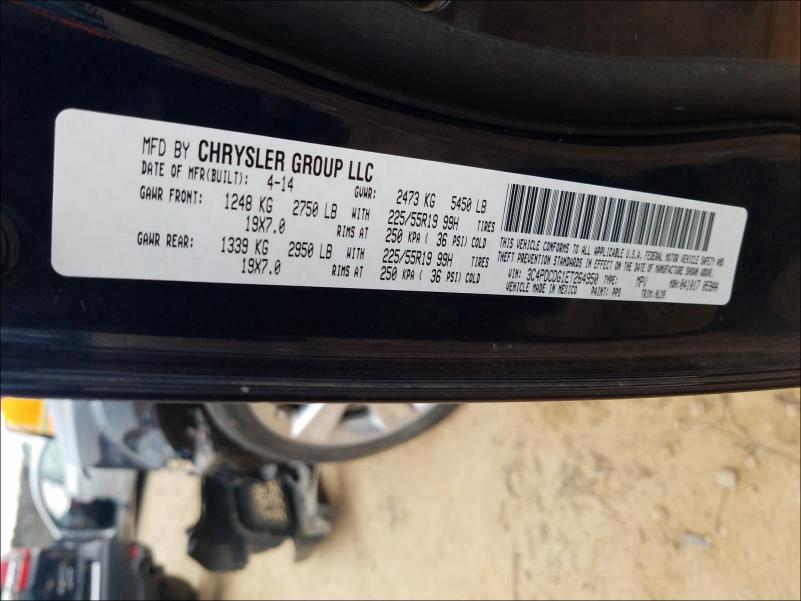 MFD BY CHRYSLER GROUP LLC
DATE OF MFR(BUILT): 4-14 GVWR: 2473 KG 5450 LB
GAWR FRONT: 1248 KG 2750 LB WITH 225/55R19 99H TIRES
19X7.0 RIMS AT 250 KPA ( 36 PSI) COLD
GAWR REAR: 1339 KG 2950 LB WITH 225/55R19 99H TIRES
19X7.0 RIMS AT 250 KPA ( 36 PSI) COLD
THIS VEHICLE CONFORMS TO ALL APPLICABLE U.S.A. FEDERAL MOTOR VEHICLE SAFETY AND
THEFT PREVENTION STANDARDS IN EFFECT ON THE DATE OF MANUFACTURE SHOWN ABOVE.
VIN: 3C4PDCDG1ET264950 TYPE: MPV MDH: 041017 059AA
VEHICLE MADE IN MEXICO PAINT: PPS TRIM: